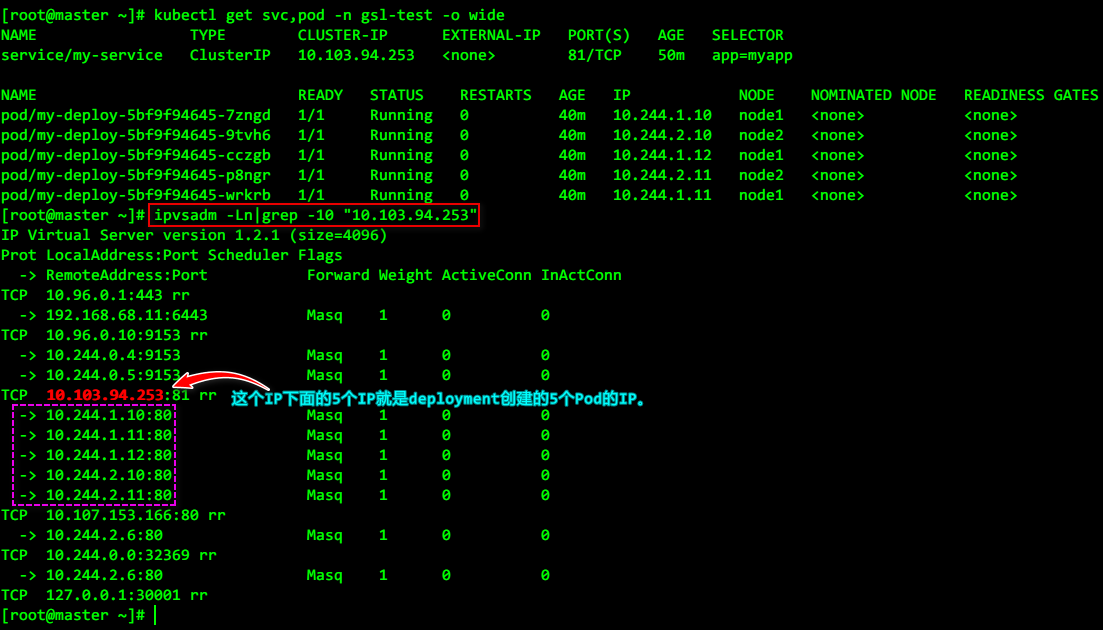 [root@master ~]# kubectl get svc,pod -n gsl-test -o wide
NAME                 TYPE        CLUSTER-IP      EXTERNAL-IP   PORT(S)   AGE   SELECTOR
service/my-service   ClusterIP   10.103.94.253   <none>        81/TCP    50m   app=myapp
NAME                             READY   STATUS    RESTARTS   AGE   IP            NODE    NOMINATED NODE   READINESS GATES
pod/my-deploy-5bf9f94645-7zngd   1/1     Running   0          40m   10.244.1.10   node1   <none>           <none>
pod/my-deploy-5bf9f94645-9tvh6   1/1     Running   0          40m   10.244.2.10   node2   <none>           <none>
pod/my-deploy-5bf9f94645-cczgb   1/1     Running   0          40m   10.244.1.12   node1   <none>           <none>
pod/my-deploy-5bf9f94645-p8ngr   1/1     Running   0          40m   10.244.2.11   node2   <none>           <none>
pod/my-deploy-5bf9f94645-wrkrb   1/1     Running   0          40m   10.244.1.11   node1   <none>           <none>
[root@master ~]# ipvsadm -Ln|grep -10 "10.103.94.253"
IP Virtual Server version 1.2.1 (size=4096)
Prot LocalAddress:Port Scheduler Flags
  -> RemoteAddress:Port           Forward Weight ActiveConn InActConn
TCP  10.96.0.1:443 rr
  -> 192.168.68.11:6443           Masq    1      0          0
TCP  10.96.0.10:9153 rr
  -> 10.244.0.4:9153              Masq    1      0          0
  -> 10.244.0.5:9153              Masq    1      0          0
TCP  10.103.94.253:81 rr
这个IP下面的5个IP就是deployment创建的5个Pod的IP。
  -> 10.244.1.10:80               Masq    1      0          0
  -> 10.244.1.11:80               Masq    1      0          0
  -> 10.244.1.12:80               Masq    1      0          0
  -> 10.244.2.10:80               Masq    1      0          0
  -> 10.244.2.11:80               Masq    1      0          0
TCP  10.107.153.166:80 rr
  -> 10.244.2.6:80                Masq    1      0          0
TCP  10.244.0.0:32369 rr
  -> 10.244.2.6:80                Masq    1      0          0
TCP  127.0.0.1:30001 rr
[root@master ~]#